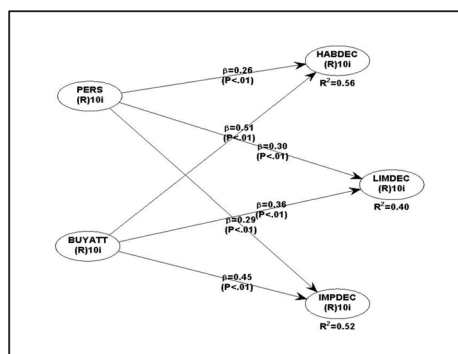 HABDEC
(R)10i
R²=0.56
β=0.26
(P<.01)
PERS
(R)10i
β=0.51
(P<.01)
β=0.30
(P<.01)
LIMDEC
(R)10i
R²=0.40
β=0.36
(P<.01)
β=0.29
(P<.01)
BUYATT
(R)10i
β=0.45
(P<.01)
IMPDEC
(R)10i
R²=0.52